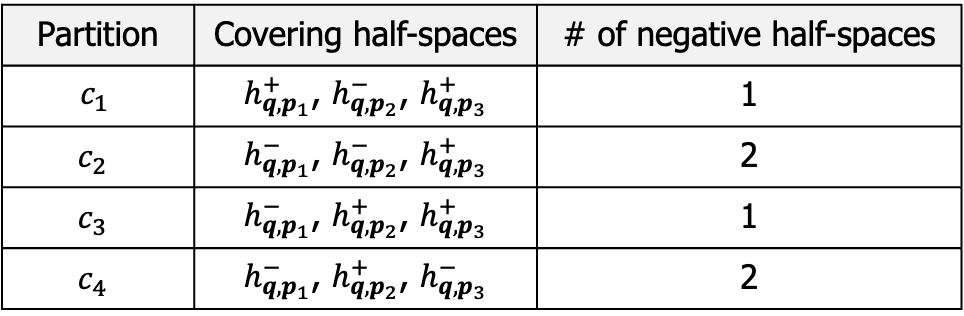 Partition Covering half-spaces # of negative half-spaces
c₁ h⁺q,p₁, h⁻q,p₂, h⁺q,p₃ 1
c₂ h⁻q,p₁, h⁻q,p₂, h⁺q,p₃ 2
c₃ h⁻q,p₁, h⁺q,p₂, h⁺q,p₃ 1
c₄ h⁻q,p₁, h⁺q,p₂, h⁻q,p₃ 2